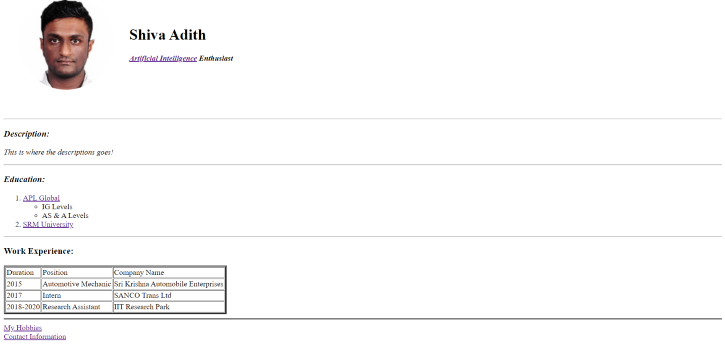 Shiva Adith
Artificial Intelligence Enthusiast
Description:
This is where the descriptions goes!
Education:
1. APL Global
○ IG Levels
○ AS & A Levels
2. SRM University
Work Experience:
Duration Position Company Name
2015 Automotive Mechanic Sri Krishna Automobile Enterprises
2017 Intern SANCO Trans Ltd
2018-2020 Research Assistant IIT Research Park
My Hobbies
Contact Information